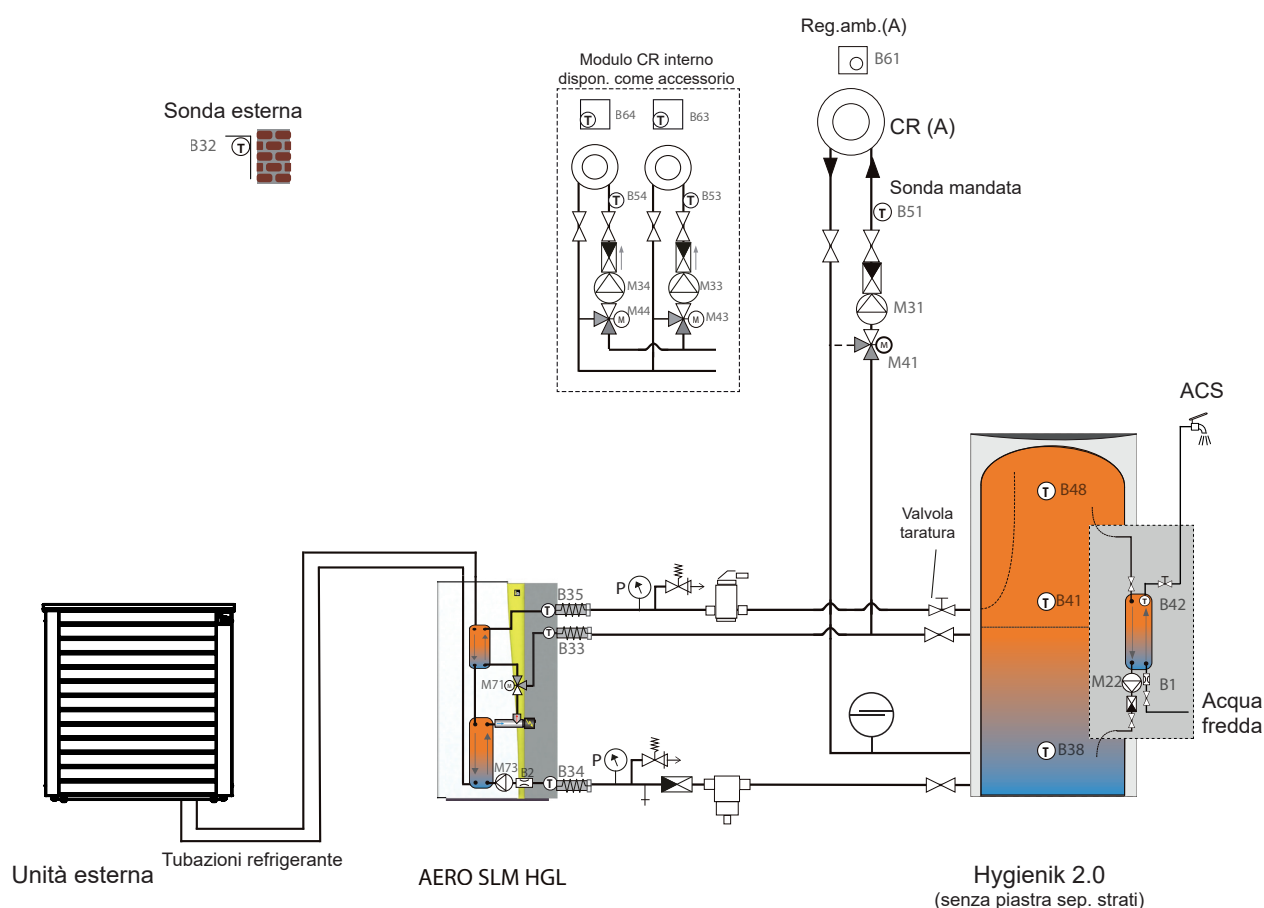 Reg.amb.(A)
B61
Modulo CR interno
dispon. come accessorio
B64
B63
Sonda esterna
B32
T
CR (A)
B54
B53
Sonda mandata
B51
M34
M33
M44
M43
M31
M41
ACS
B48
Valvola
taratura
B35
P
B41
B42
B33
M71
M22
B1
Acqua
fredda
B38
M73
B2
B34
P
Tubazioni refrigerante
Unità esterna
AERO SLM HGL
Hygienik 2.0
(senza piastra sep. strati)